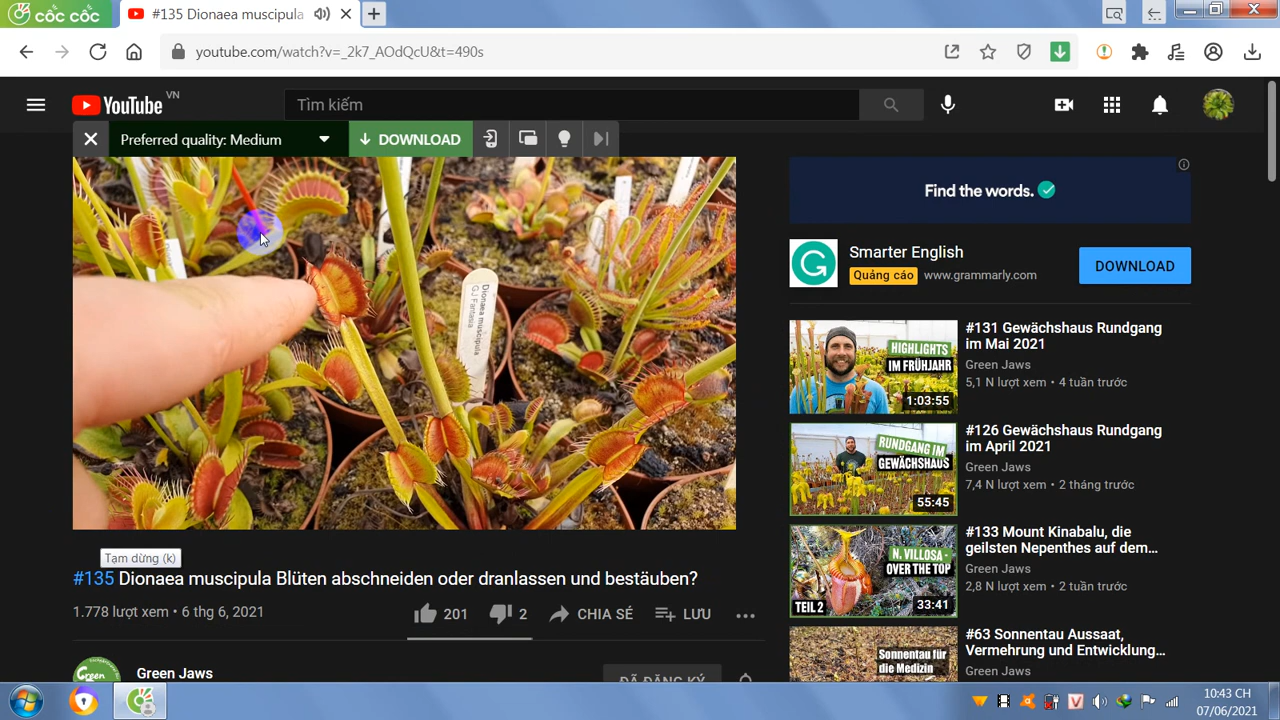 cốc cốc
#135 Dionaea muscipula
youtube.com/watch?v=_2k7_AOdQcU&t=490s
YouTube VN
Tìm kiếm
Preferred quality: Medium
DOWNLOAD
Dionaea muscipula
G.J. Fantasia
#135 Dionaea muscipula Blüten abschneiden oder dranlassen und bestäuben?
Tạm dừng (k)
1.778 lượt xem • 6 thg 6, 2021
201
2
CHIA SẺ
LƯU
Green Jaws
ĐÃ ĐĂNG KÝ
Find the words.
Smarter English
Quảng cáo www.grammarly.com
DOWNLOAD
HIGHLIGHTS
IM FRÜHJAHR
1:03:55
#131 Gewächshaus Rundgang
im Mai 2021
Green Jaws
5,1 N lượt xem • 4 tuần trước
RUNDGANG IM
GEWÄCHSHAUS
55:45
#126 Gewächshaus Rundgang
im April 2021
Green Jaws
7,4 N lượt xem • 2 tháng trước
N. VILLOSA -
OVER THE TOP
TEIL 2
33:41
#133 Mount Kinabalu, die
geilsten Nepenthes auf dem...
Green Jaws
2,8 N lượt xem • 2 tuần trước
Sonnentau für
die Medizin
#63 Sonnentau Aussaat,
Vermehrung und Entwicklung...
Green Jaws
10:43 CH
07/06/2021